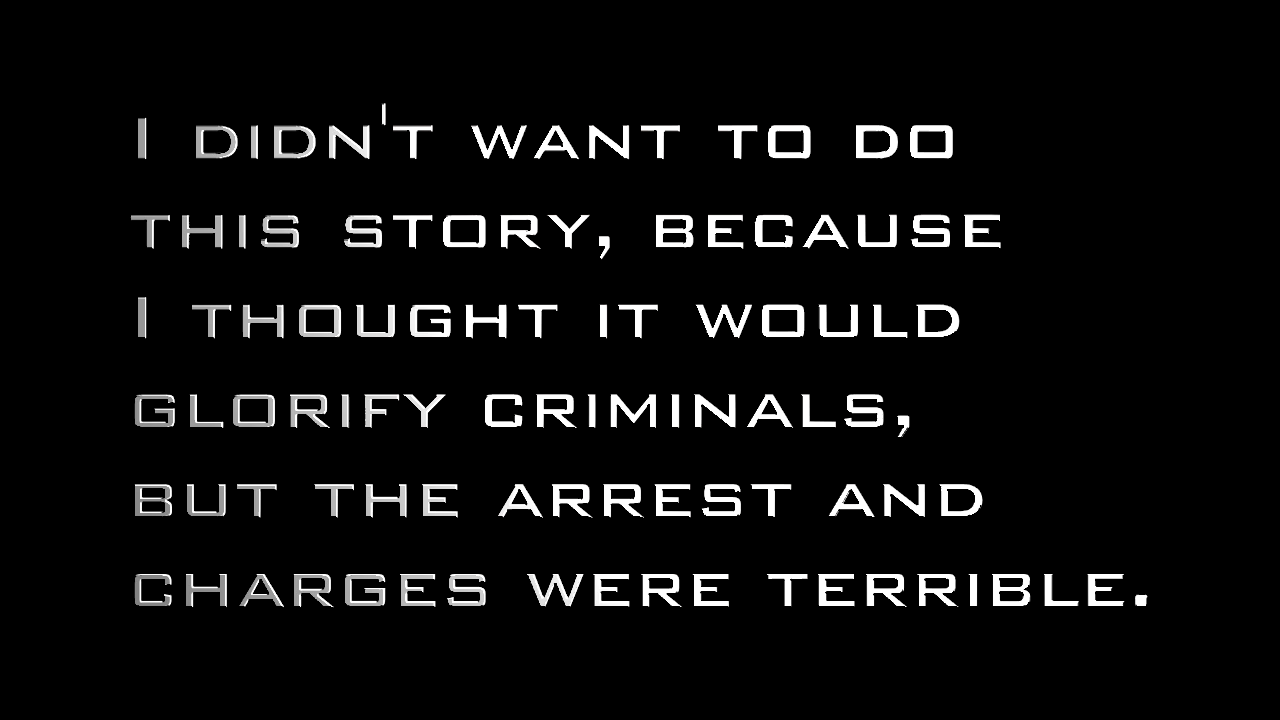 I DIDN'T WANT TO DO
THIS STORY, BECAUSE
I THOUGHT IT WOULD
GLORIFY CRIMINALS,
BUT THE ARREST AND
CHARGES WERE TERRIBLE.